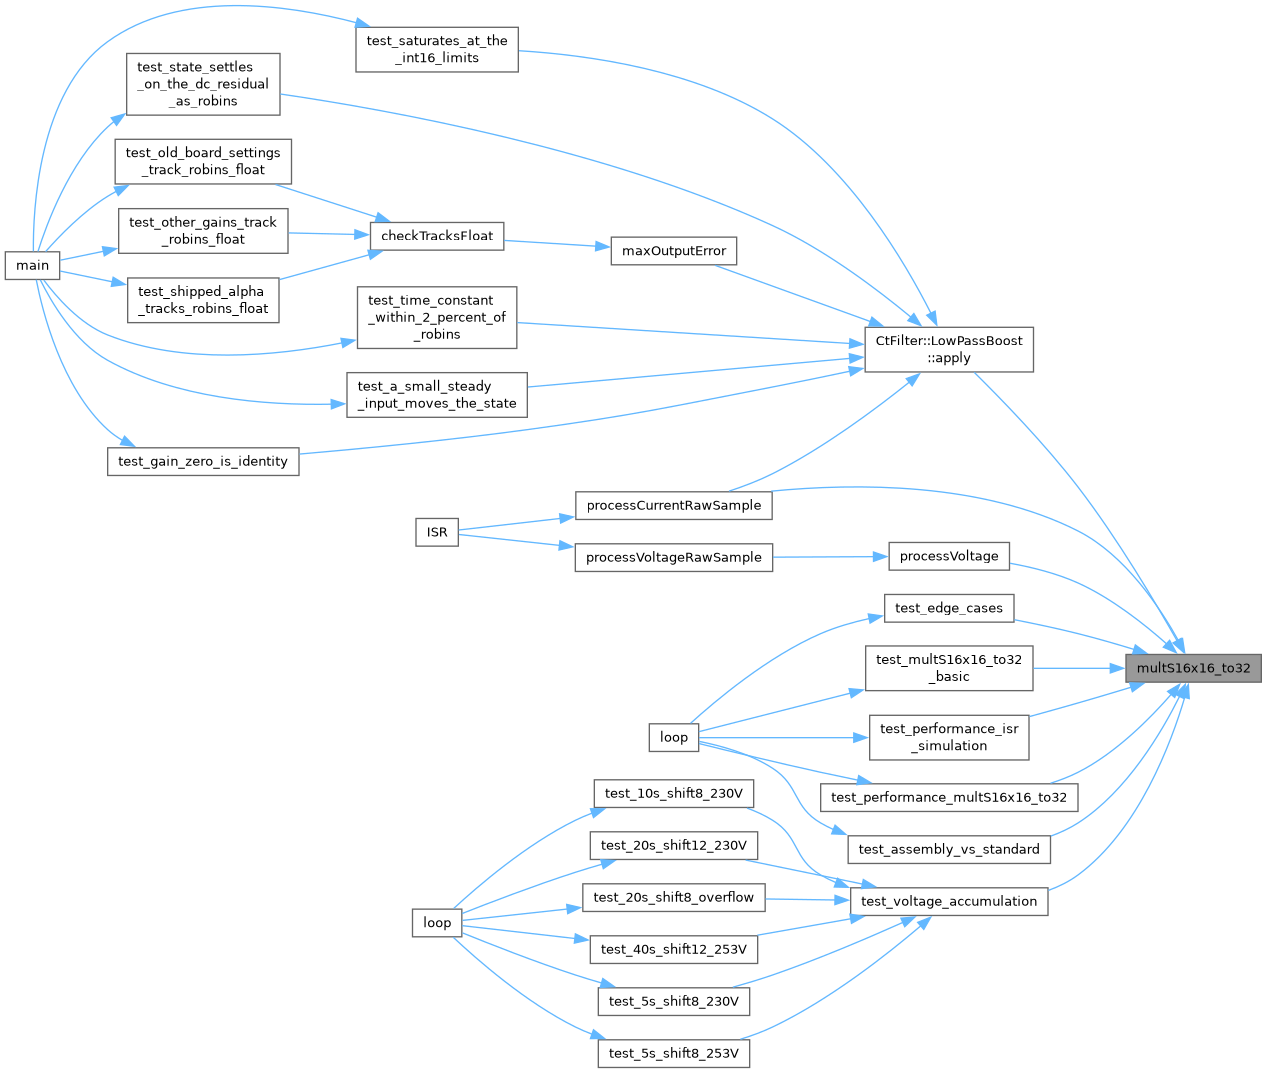 test_saturates_at_the
_int16_limits
test_state_settles
_on_the_dc_residual
_as_robins
test_old_board_settings
_track_robins_float
test_other_gains_track
_robins_float
checkTracksFloat
maxOutputError
main
test_shipped_alpha
_tracks_robins_float
test_time_constant
_within_2_percent_of
_robins
CtFilter::LowPassBoost
::apply
test_a_small_steady
_input_moves_the_state
test_gain_zero_is_identity
processCurrentRawSample
ISR
processVoltageRawSample
processVoltage
test_edge_cases
test_multS16x16_to32
_basic
multS16x16_to32
test_performance_isr
_simulation
loop
test_performance_multS16x16_to32
test_10s_shift8_230V
test_assembly_vs_standard
test_20s_shift12_230V
test_20s_shift8_overflow
test_voltage_accumulation
loop
test_40s_shift12_253V
test_5s_shift8_230V
test_5s_shift8_253V